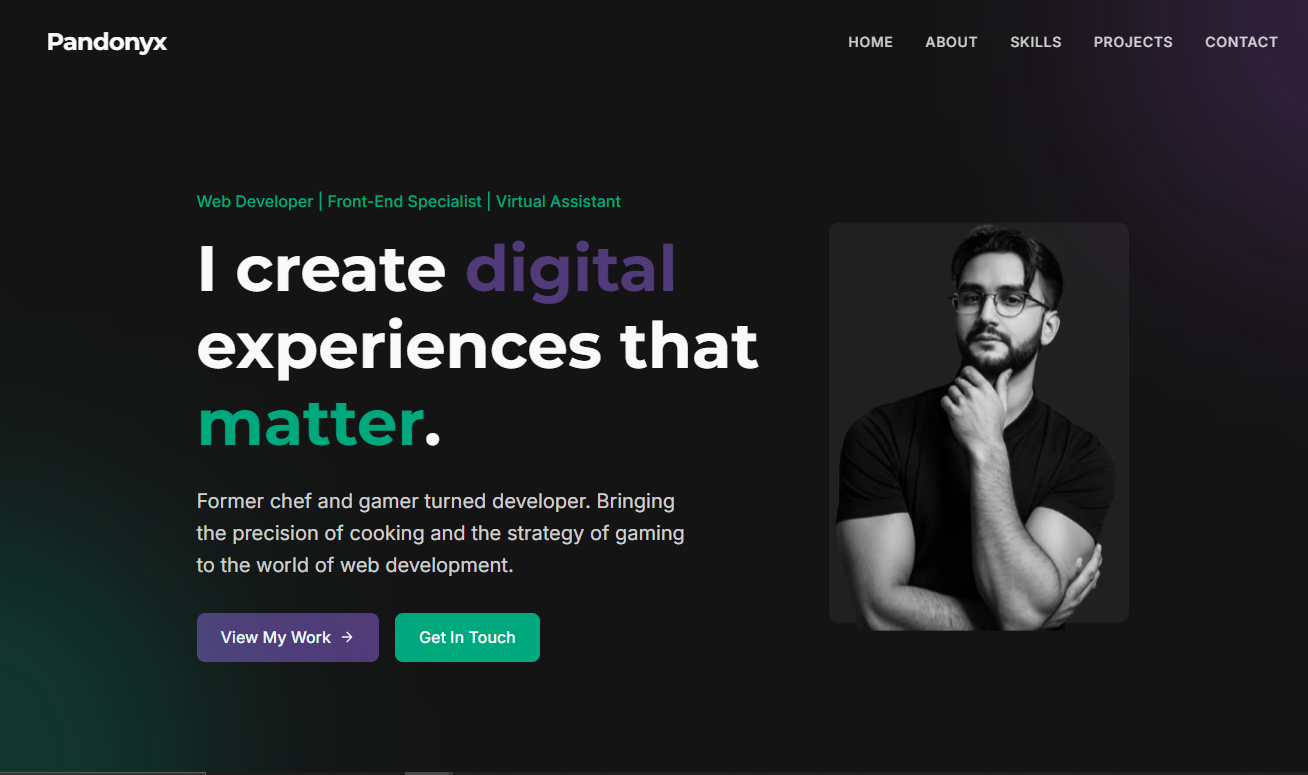 Pandonyx
HOME ABOUT SKILLS PROJECTS CONTACT
Web Developer | Front-End Specialist | Virtual Assistant
I create digital
experiences that
matter.
Former chef and gamer turned developer. Bringing
the precision of cooking and the strategy of gaming
to the world of web development.
View My Work →
Get In Touch